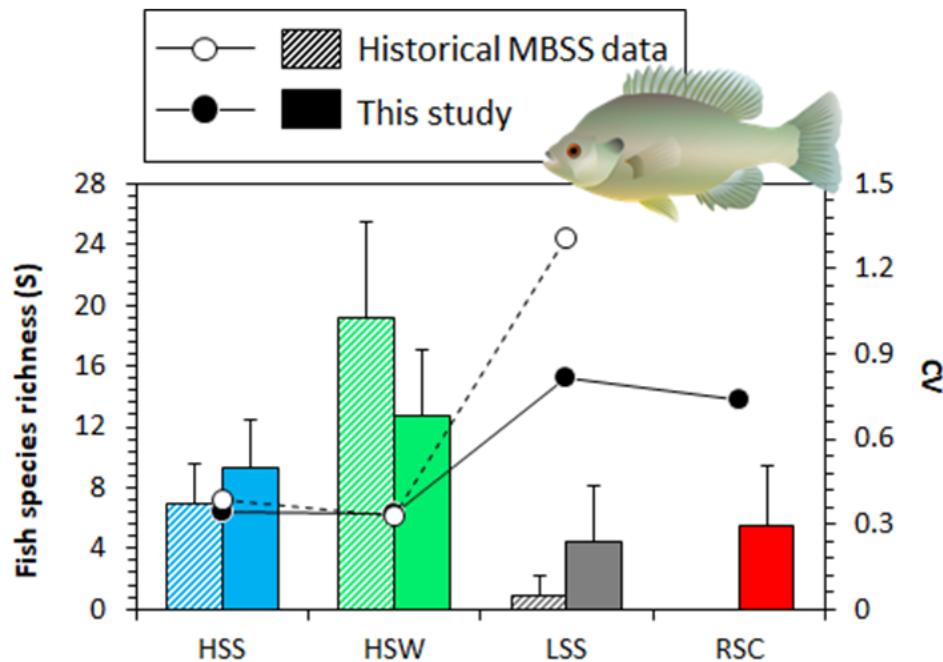 Historical MBSS data
This study
Fish species richness (S)
28
24
20
16
12
8
4
0
1.5
1.2
0.9
0.6
0.3
0
CV
HSS HSW LSS RSC